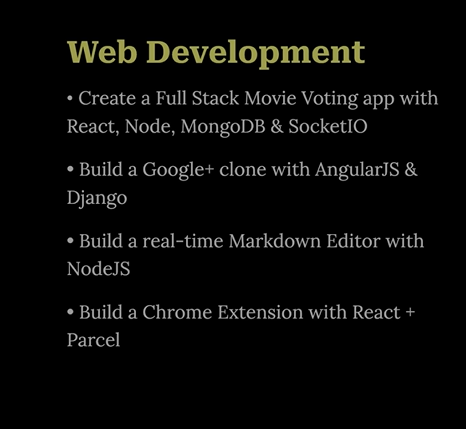 Web Development
• Create a Full Stack Movie Voting app with
React, Node, MongoDB & SocketIO
• Build a Google+ clone with AngularJS &
Django
• Build a real-time Markdown Editor with
NodeJS
• Build a Chrome Extension with React +
Parcel